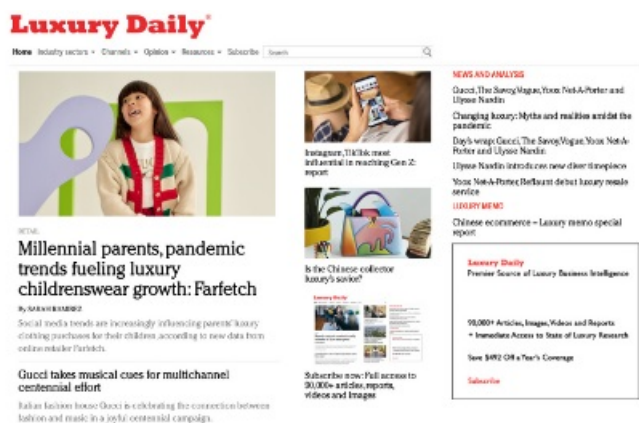 Luxury Daily
Home Industry sectors Channels Opinion Resources Subscribe Search
RETAIL
Millennial parents, pandemic
trends fueling luxury
childrenswear growth: Farfetch
By SARAH RAMIREZ
Social media trends are increasingly influencing parents' luxury
clothing purchases for their children, according to new data from
online retailer Farfetch.
Gucci takes musical cues for multichannel
centennial effort
Italian fashion house Gucci is celebrating the connection between
fashion and music in a joyful centennial campaign.
Instagram, TikTok most
influential in reaching Gen Z:
report
Is the Chinese collector
luxury's savior?
Luxury Daily
Subscribe now: Full access to
90,000+ articles, reports,
videos and images
NEWS AND ANALYSIS
Gucci, The Savoy, Vogue, Yoox Net-A-Porter and
Ulysse Nardin
Changing luxury: Myths and realities amidst the
pandemic
Day's wrap: Gucci, The Savoy, Vogue, Yoox Net-A-
Porter and Ulysse Nardin
Ulysse Nardin introduces new diver timepiece
Yoox Net-A-Porter, Reflaunt debut luxury resale
service
LUXURY MEMO
Chinese ecommerce – Luxury memo special
report
Luxury Daily
Premier Source of Luxury Business Intelligence
90,000+ Articles, Images, Videos and Reports
+ Immediate Access to State of Luxury Research
Save $492 Off a Year's Coverage
Subscribe